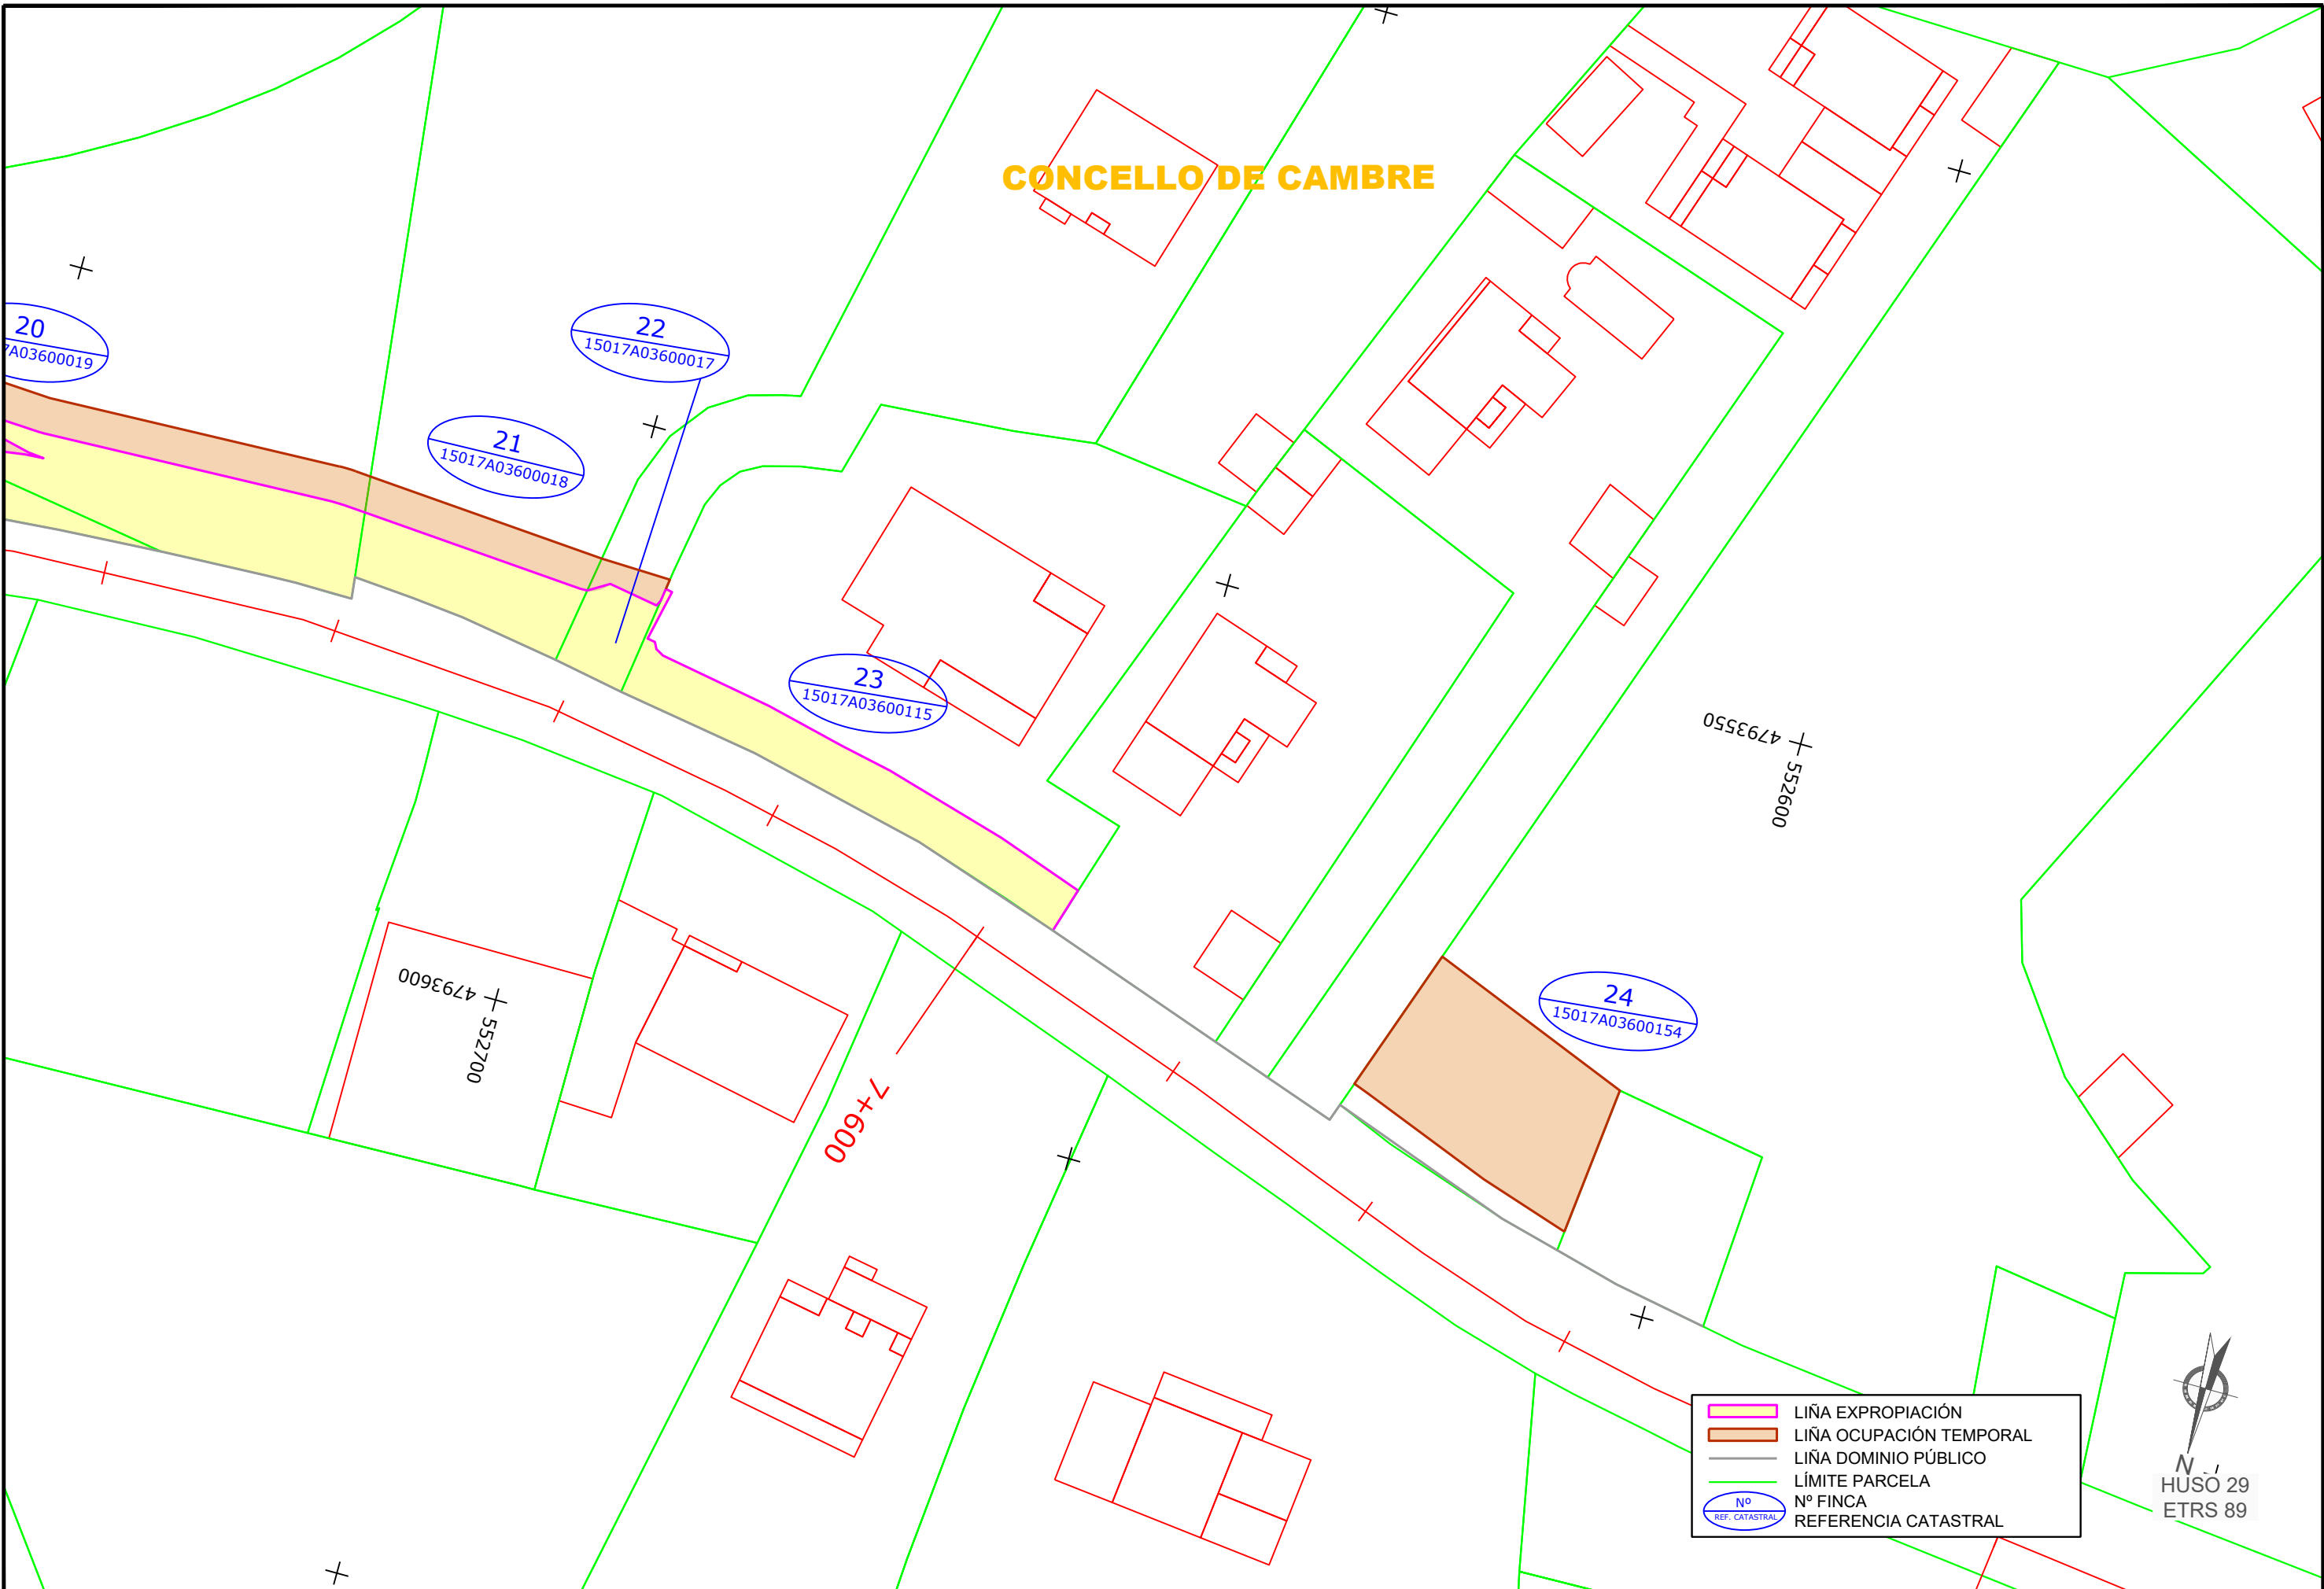 CONCELLO DE CAMBRE
20
7A03600019
22
15017A03600017
21
15017A03600018
23
15017A03600115
4793550
552600
4793600
552700
24
15017A03600154
7+600
LIÑA EXPROPIACIÓN
LIÑA OCUPACIÓN TEMPORAL
LIÑA DOMINIO PÚBLICO
LÍMITE PARCELA
Nº
REF. CATASTRAL
Nº FINCA
REFERENCIA CATASTRAL
N
HUSO 29
ETRS 89